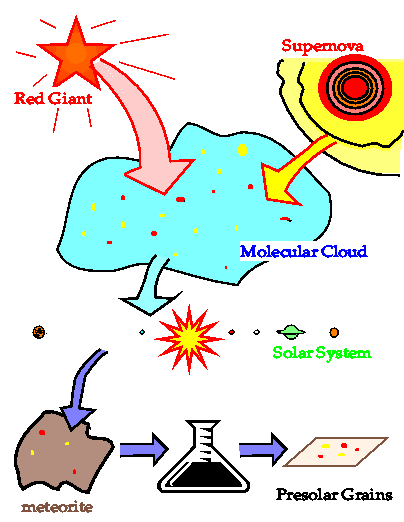 Supernova
Red Giant
Molecular Cloud
Solar System
meteorite
Presolar Grains